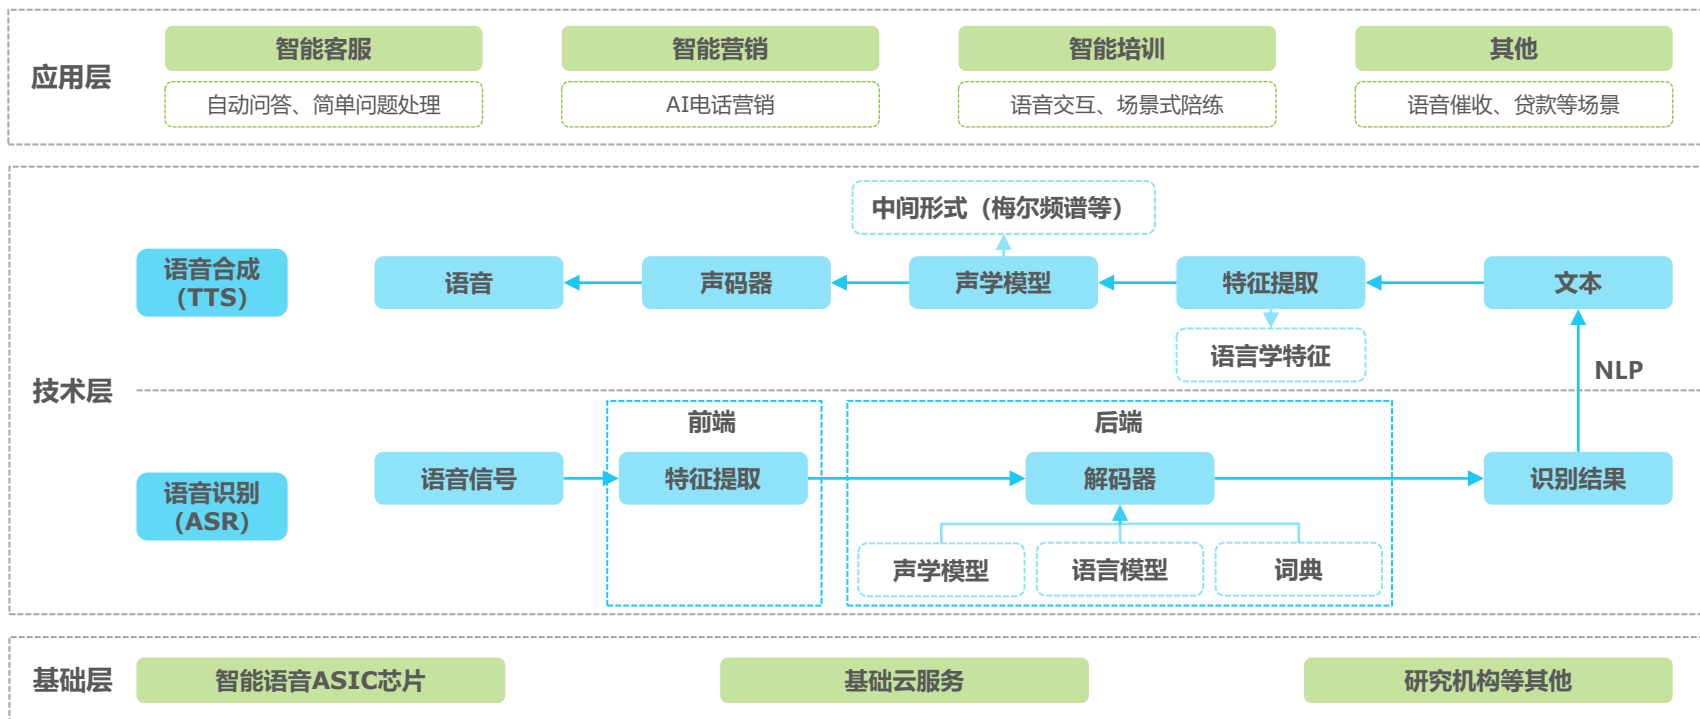 应用层
智能客服
智能营销
智能培训
其他
自动问答、简单问题处理
AI电话营销
语音交互、场景式陪练
语音催收、贷款等场景
技术层
中间形式（梅尔频谱等）
语音合成
（TTS）
语音
声码器
声学模型
特征提取
文本
语言学特征
NLP
前端
后端
语音识别
（ASR）
语音信号
特征提取
解码器
识别结果
声学模型
语言模型
词典
基础层
智能语音ASIC芯片
基础云服务
研究机构等其他